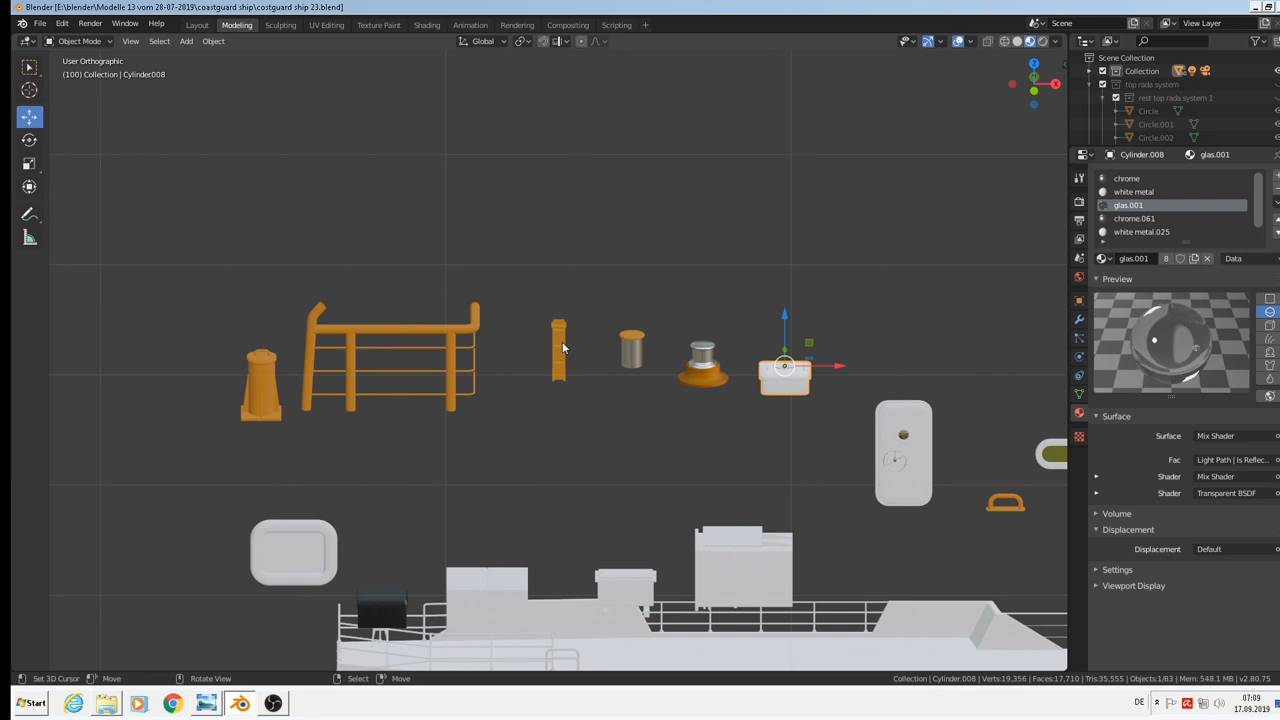 Blender [E:\blender\Modelle 13 vom 28-07-2019\coastguard ship\costguard ship 23.blend]
File Edit Render Window Help Layout Modeling Sculpting UV Editing Texture Paint Shading Animation Rendering Compositing Scripting + Scene View Layer
Object Mode View Select Add Object Global
User Orthographic
(100) Collection | Cylinder.008
Z
X
Scene Collection
Collection
top rada system
rest top rada system 1
Circle
Circle.001
Circle.002
Cylinder.008 glas.001
chrome
white metal
glas.001
chrome.061
white metal.025
glas.001 8 Data
Preview
Surface
Surface Mix Shader
Fac Light Path | Is Reflec...
Shader Mix Shader
Shader Transparent BSDF
Volume
Displacement
Displacement Default
Settings
Viewport Display
Set 3D Cursor Move Rotate View Select Move Collection | Cylinder.008 | Verts:19,356 | Faces:17,710 | Tris:35,555 | Objects:1/83 | Mem: 548.1 MB | v2.80.75
Start DE 07:09
17.09.2019